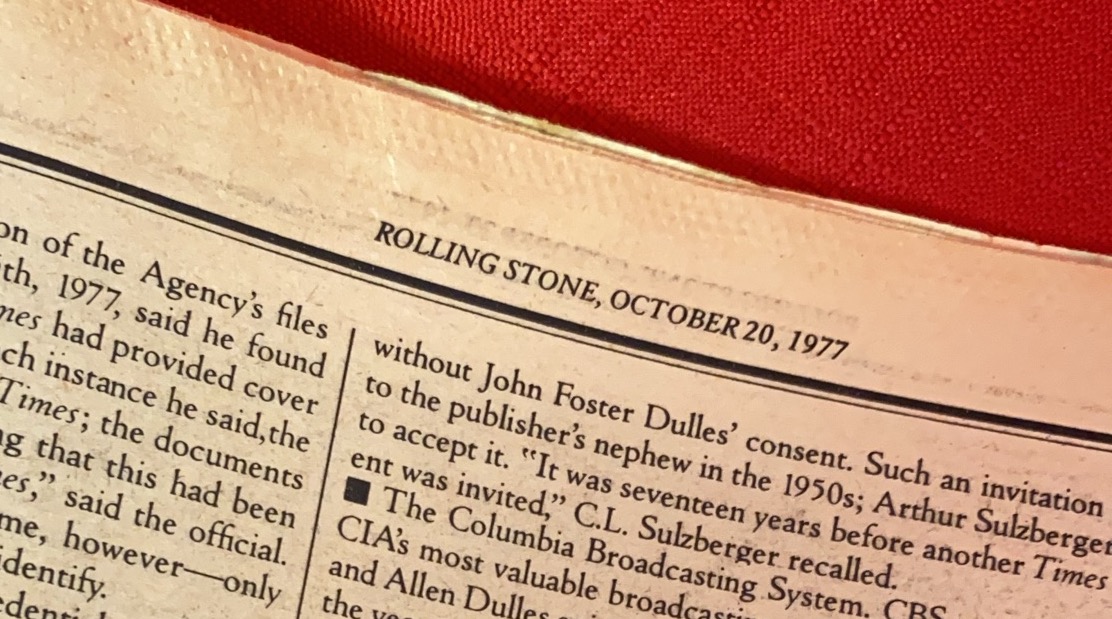 ROLLING STONE, OCTOBER 20, 1977
on of the Agency's files
th, 1977, said he found
mes had provided cover
ch instance he said,the
Times; the documents
ng that this had been
es," said the official.
me, however—only
identify.
without John Foster Dulles' consent. Such an invitation
to the publisher's nephew in the 1950s; Arthur Sulzberger
to accept it. "It was seventeen years before another Times
ent was invited," C.L. Sulzberger recalled.
■ The Columbia Broadcasting System. CBS
CIA's most valuable broadcasti
and Allen Dulles
the